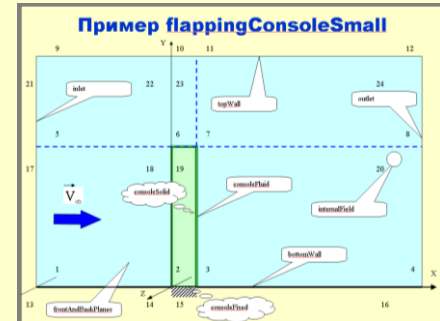 Пример flappingConsoleSmall
9 Y 10 11 12
21 inlet 22 23 24
topWall
outlet
5 6 7 8
17 18 19 20
consoleSolid consoleFluid
V∞
internalField
bottomWall
1 2 3 4 X
Z
13 frontAndBackPlanes 14 15 consoleFixed 16